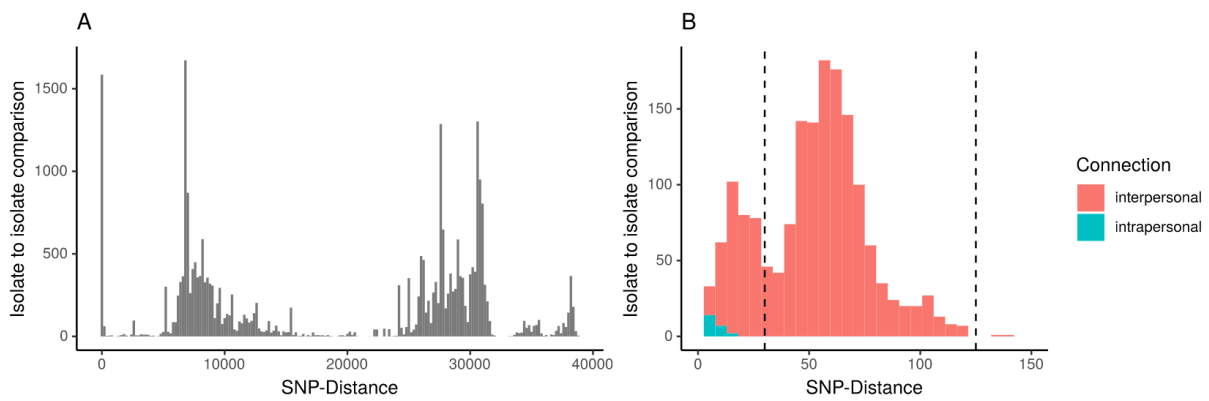 A
Isolate to isolate comparison
1500
1000
500
0
0
10000
20000
30000
40000
SNP-Distance
B
Isolate to isolate comparison
150
100
50
0
0
50
100
150
SNP-Distance
Connection
interpersonal
intrapersonal